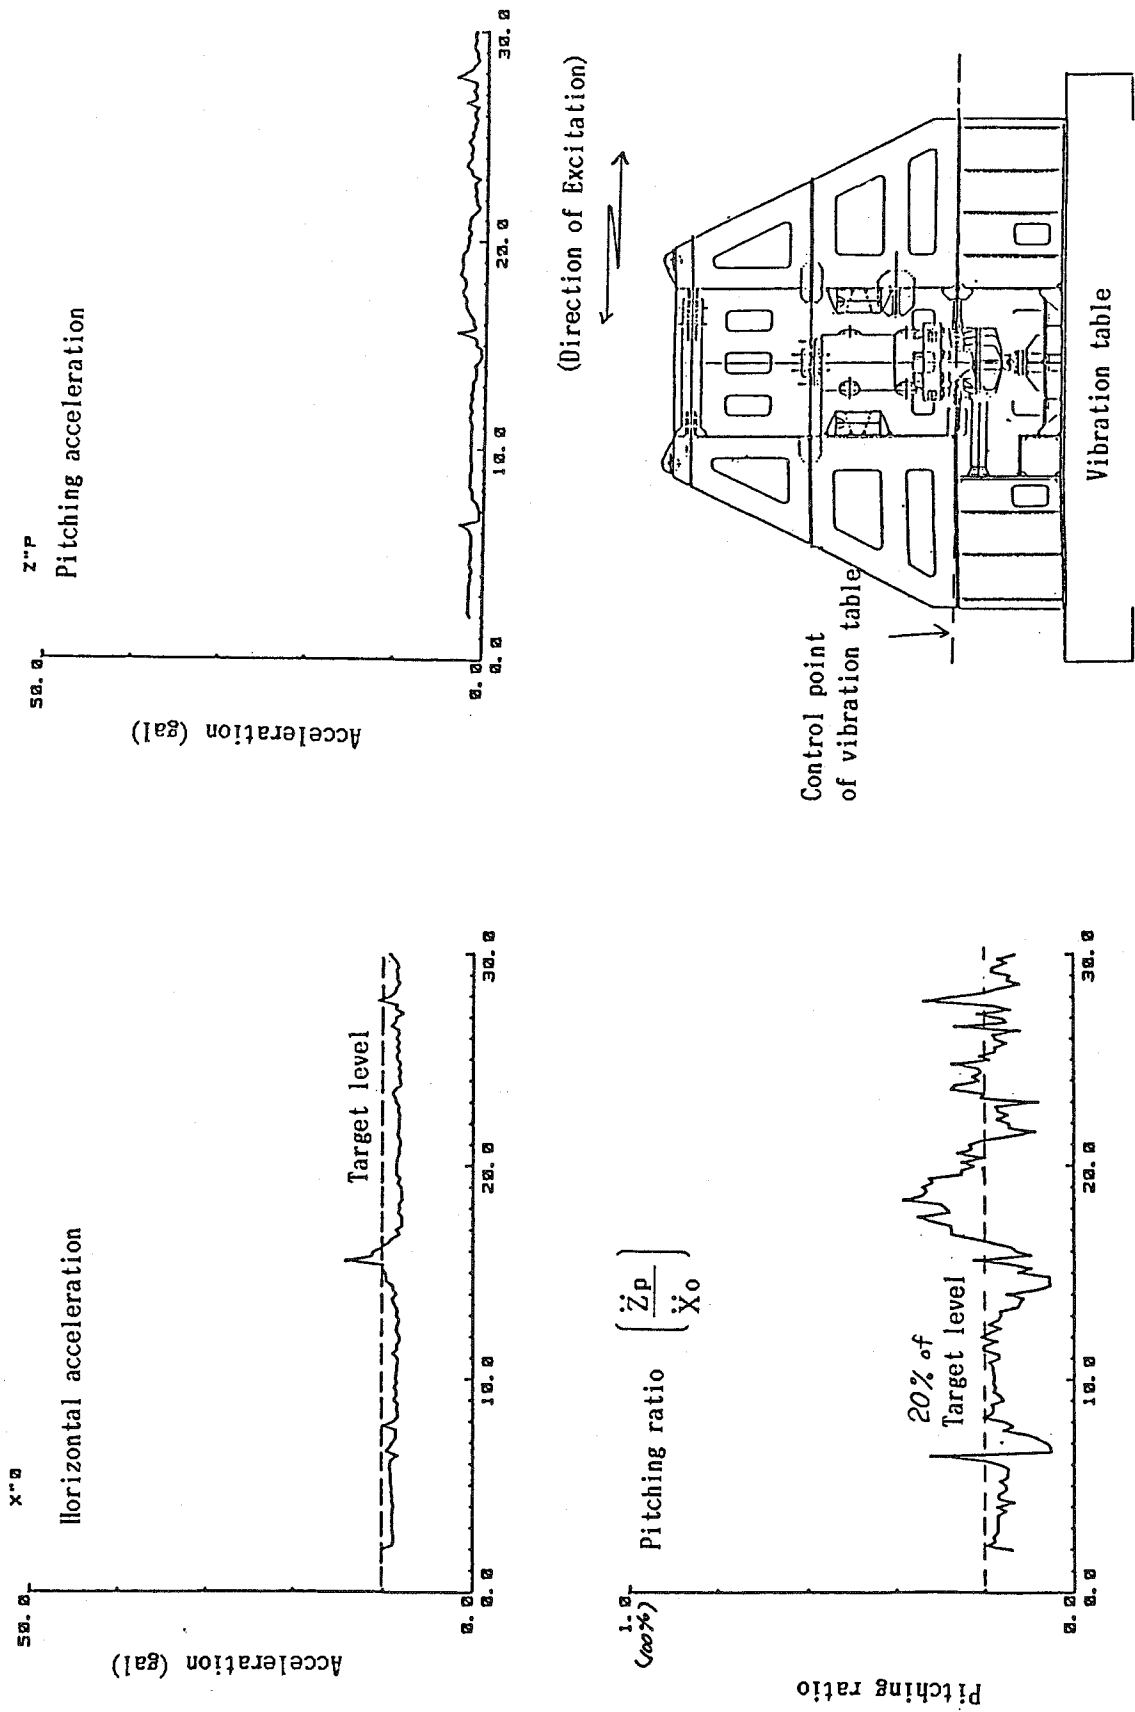 X"0
Horizontal acceleration
50.0
Acceleration (gal)
Target level
0.0
0.0
10.0
20.0
30.0
Z"P
Pitching acceleration
50.0
Acceleration (gal)
0.0
0.0
10.0
20.0
30.0
Pitching ratio
Z̈p
Ẍo
1.0
(100%)
Pitching ratio
20% of
Target level
0.0
0.0
10.0
20.0
30.0
(Direction of Excitation)
Control point
of vibration table
Vibration table